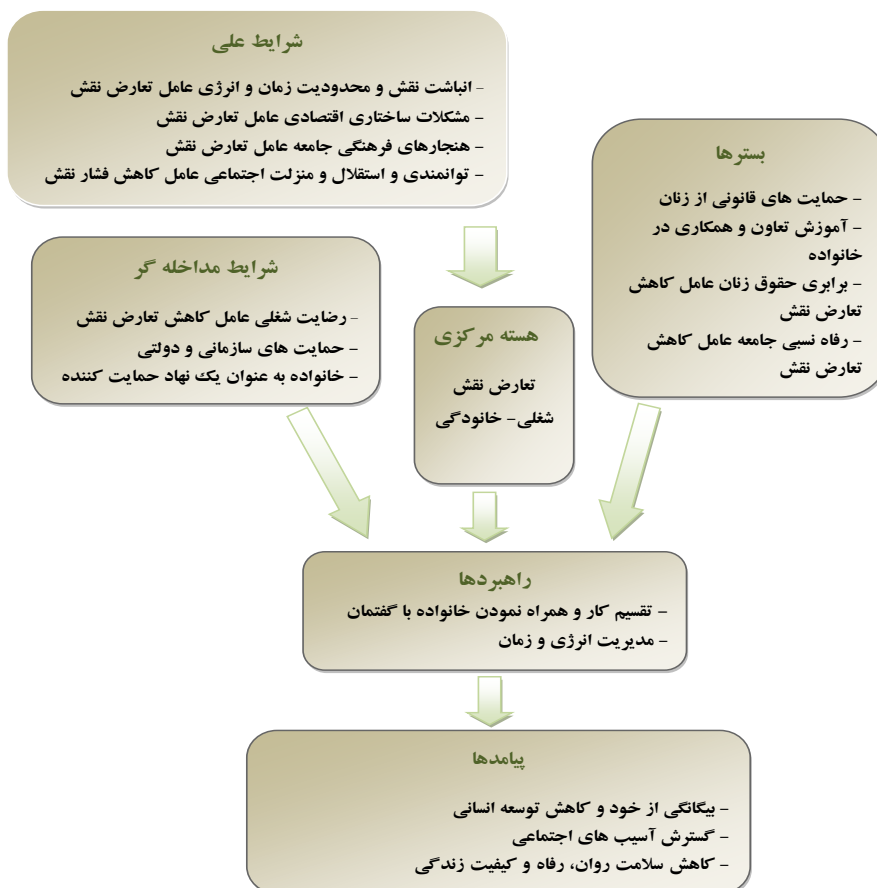 شرایط علی
- انباشت نقش و محدودیت زمان و انرژی عامل تعارض نقش
- مشکلات ساختاری اقتصادی عامل تعارض نقش
- هنجارهای فرهنگی جامعه عامل تعارض نقش
- توانمندی و استقلال و منزلت اجتماعی عامل کاهش فشار نقش
بسترها
- حمایت های قانونی از زنان
- آموزش تعاون و همکاری در
خانواده
- برابری حقوق زنان عامل کاهش
تعارض نقش
- رفاه نسبی جامعه عامل کاهش
تعارض نقش
شرایط مداخله گر
- رضایت شغلی عامل کاهش تعارض نقش
- حمایت های سازمانی و دولتی
- خانواده به عنوان یک نهاد حمایت کننده
هسته مرکزی
تعارض نقش
شغلی- خانودگی
راهبردها
- تقسیم کار و همراه نمودن خانواده با گفتمان
- مدیریت انرژی و زمان
پیامدها
- بیگانگی از خود و کاهش توسعه انسانی
- گسترش آسیب های اجتماعی
- کاهش سلامت روان، رفاه و کیفیت زندگی